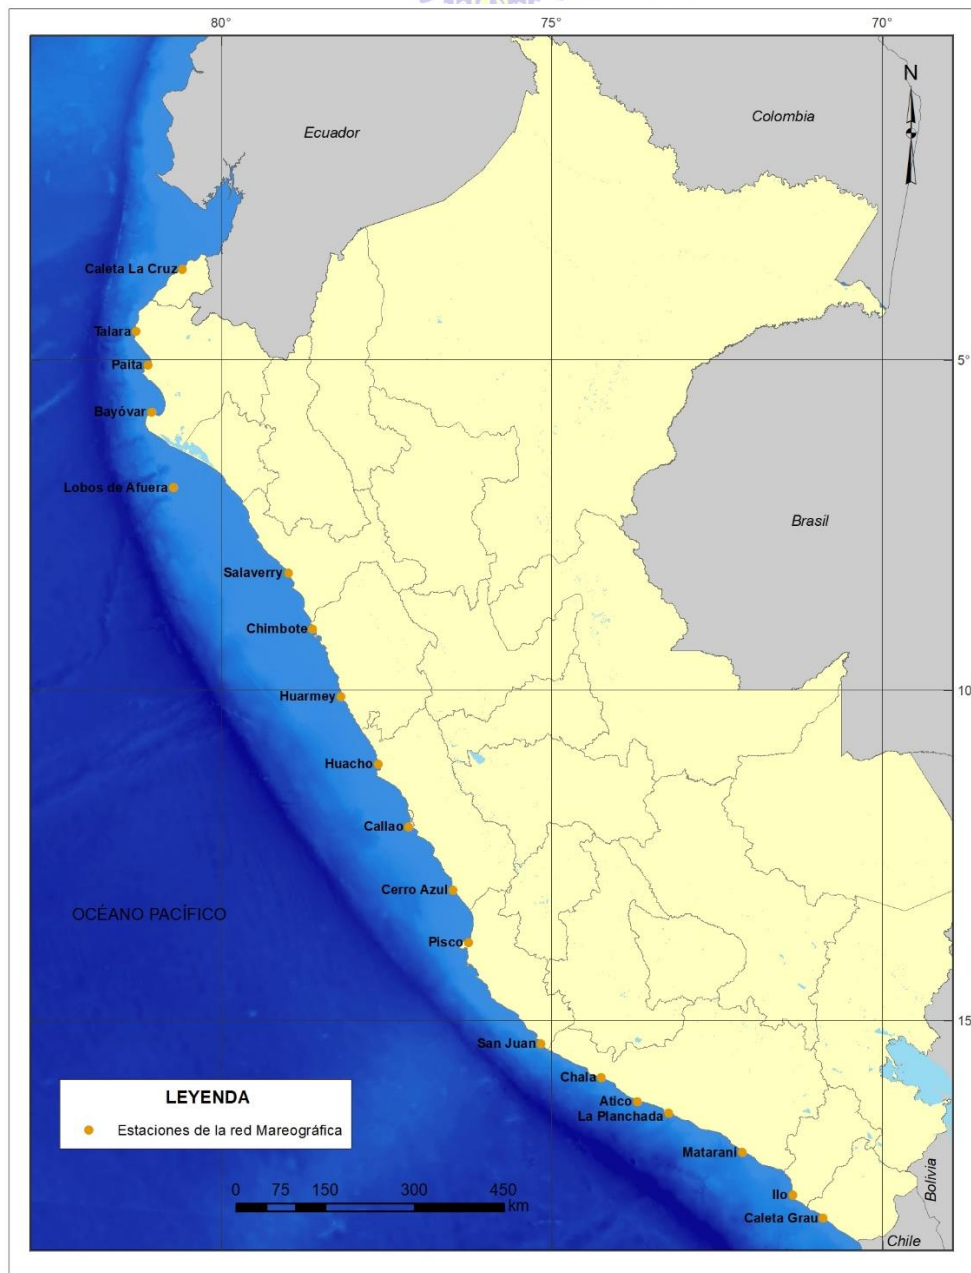 80°
75°
70°
N
Colombia
Ecuador
Caleta La Cruz
Talara
5°
Paita
Bayóvar
Lobos de Afuera
Brasil
Salaverry
Chimbote
Huarmey
10°
Huacho
Callao
Cerro Azul
OCÉANO PACÍFICO
Pisco
15°
San Juan
Chala
LEYENDA
Atico
La Planchada
Estaciones de la red Mareográfica
Matarani
Bolivia
0 75 150 300 450
km
Ilo
Caleta Grau
Chile